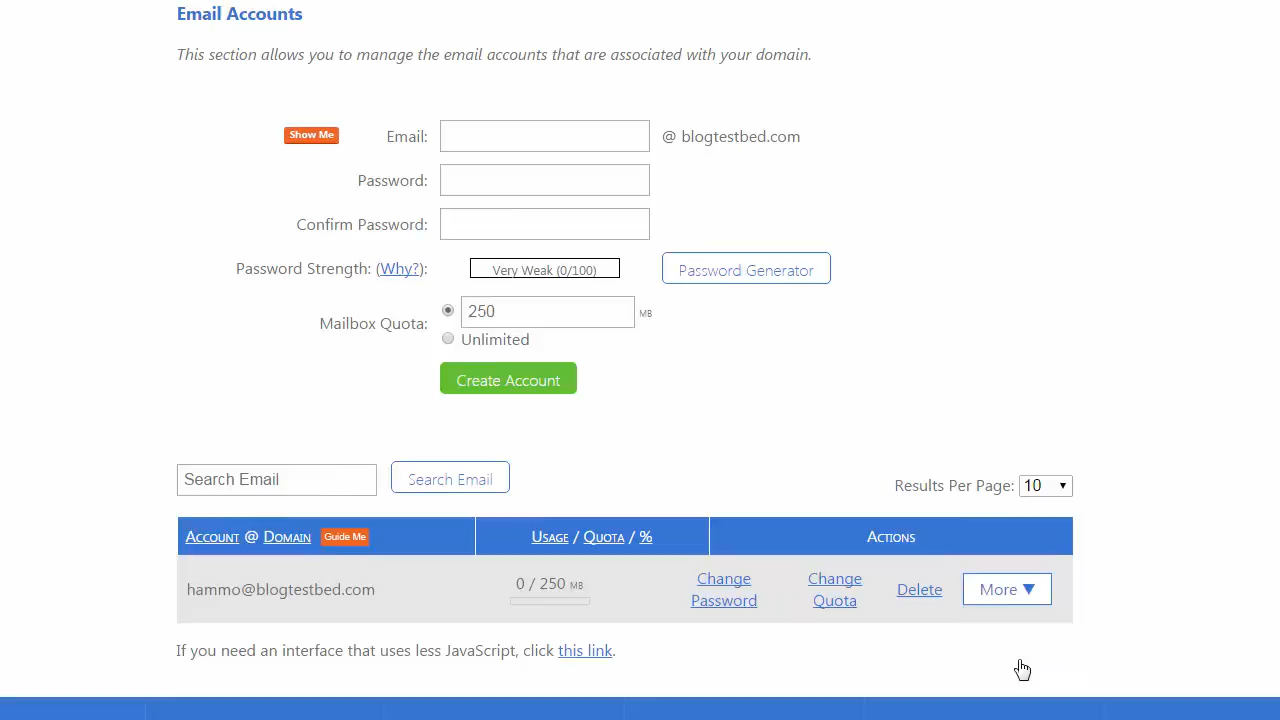 Email Accounts
This section allows you to manage the email accounts that are associated with your domain.
Show Me Email: @ blogtestbed.com
Password:
Confirm Password:
Password Strength: (Why?): Very Weak (0/100) Password Generator
Mailbox Quota: 250 MB
Unlimited
Create Account
Search Email Search Email Results Per Page: 10
Account @ Domain Guide Me Usage / Quota / % Actions
hammo@blogtestbed.com 0 / 250 MB Change Password Change Quota Delete More ▼
If you need an interface that uses less JavaScript, click this link.